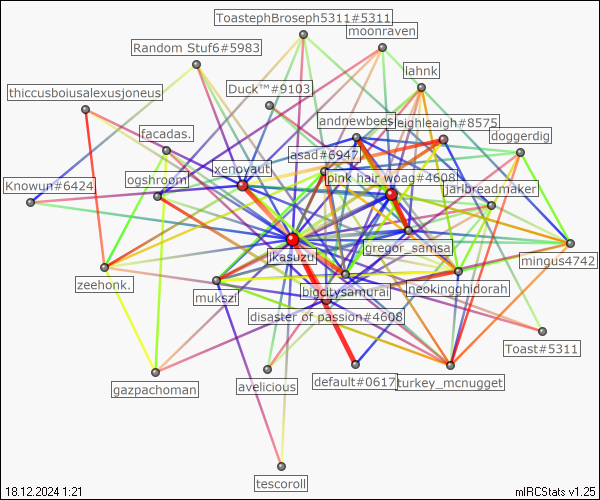 ToastephBroseph5311#5311
moonraven
Random Stuf6#5983
lahnk
Duck™#9103
thiccusboiusalexusjoneus
andnewbees
leighleaigh#8575
facadas.
doggerdig
asad#6947
xenoyaut
ogshroom
pink hair woag#4608
Knowun#6424
jaribreadmaker
gregor_samsa
jkasuzu
mingus4742
zeehonk.
bigcitysamurai
neokingghidorah
mukszi
disaster of passion#4608
Toast#5311
gazpachoman
avelicious
default#0617
turkey_mcnugget
tescoroll
18.12.2024 1:21
mIRCStats v1.25